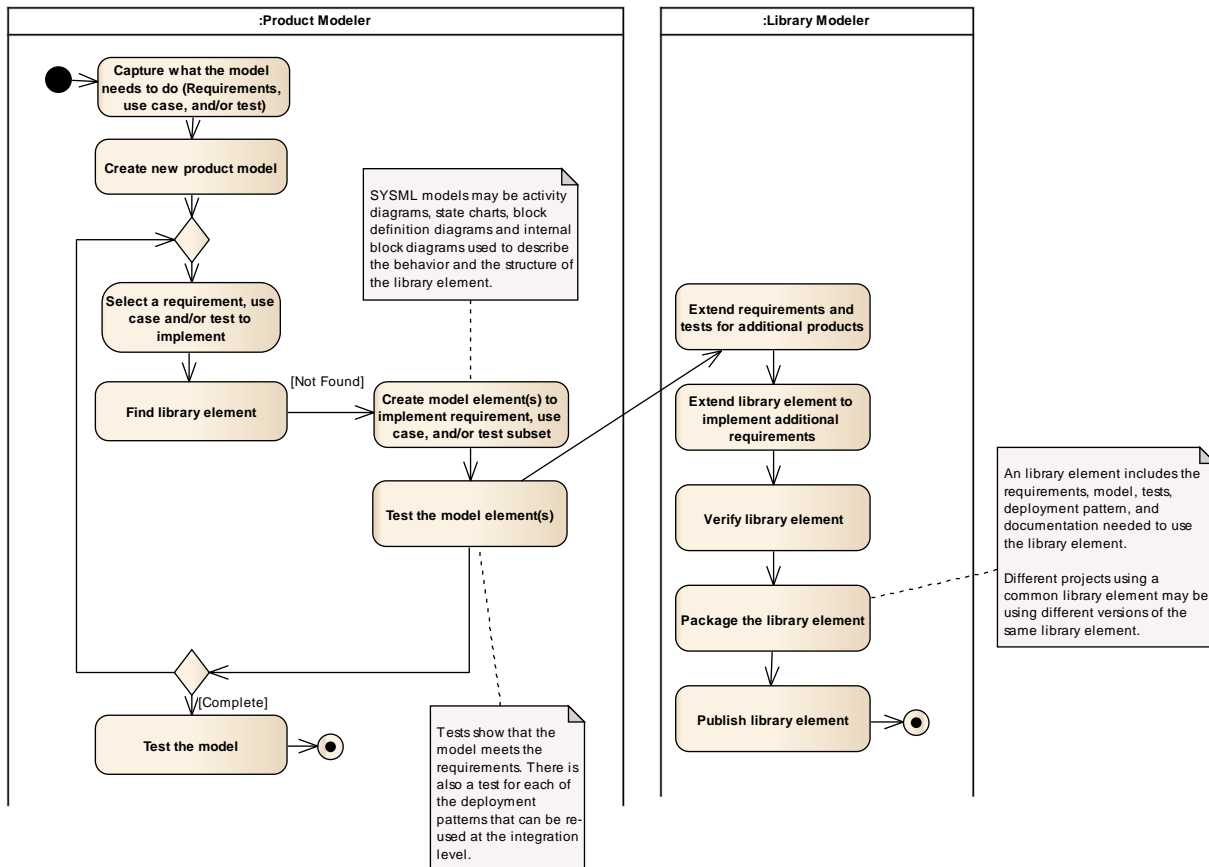 :Product Modeler
:Library Modeler
Capture what the model
needs to do (Requirements,
use case, and/or test)
Create new product model
SYSML models may be activity
diagrams, state charts, block
definition diagrams and internal
block diagrams used to describe
the behavior and the structure of
the library element.
Select a requirement, use
case and/or test to
implement
Extend requirements and
tests for additional products
Find library element
[Not Found]
Create model element(s) to
implement requirement, use
case, and/or test subset
Extend library element to
implement additional
requirements
Test the model element(s)
Verify library element
An library element includes the
requirements, model, tests,
deployment pattern, and
documentation needed to use
the library element.
Different projects using a
common library element may be
using different versions of the
same library element.
Package the library element
[Complete]
Test the model
Publish library element
Tests show that the
model meets the
requirements. There is
also a test for each of
the deployment
patterns that can be re-
used at the integration
level.